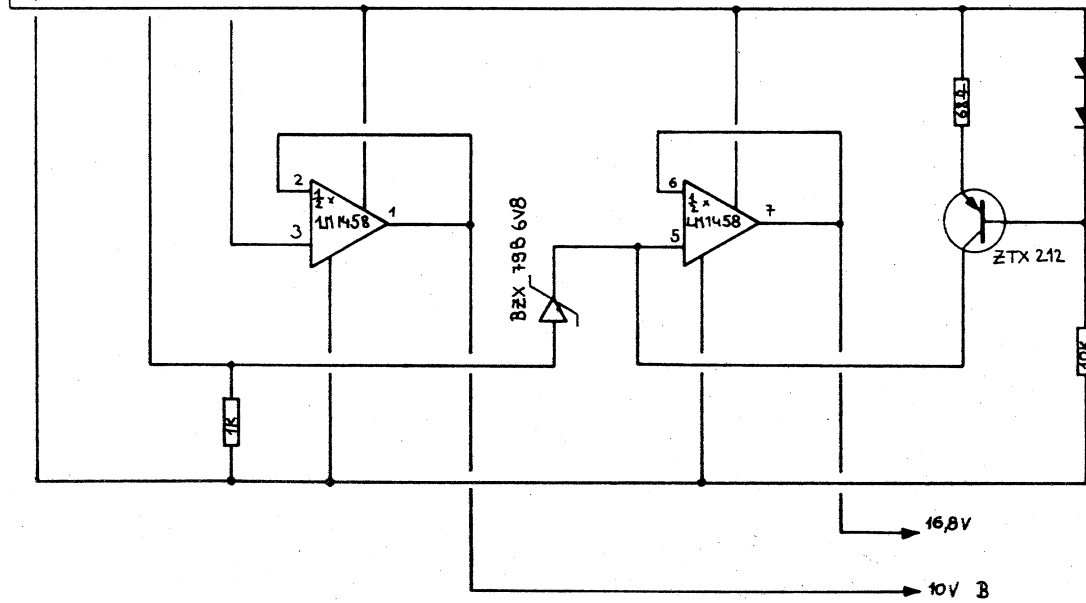 68Ω
2
½ ×
LM1458
1
3
6
½ ×
LM1458
7
5
ZTX 212
BZX 79B 6V8
10K
1K
16,8V
10V B